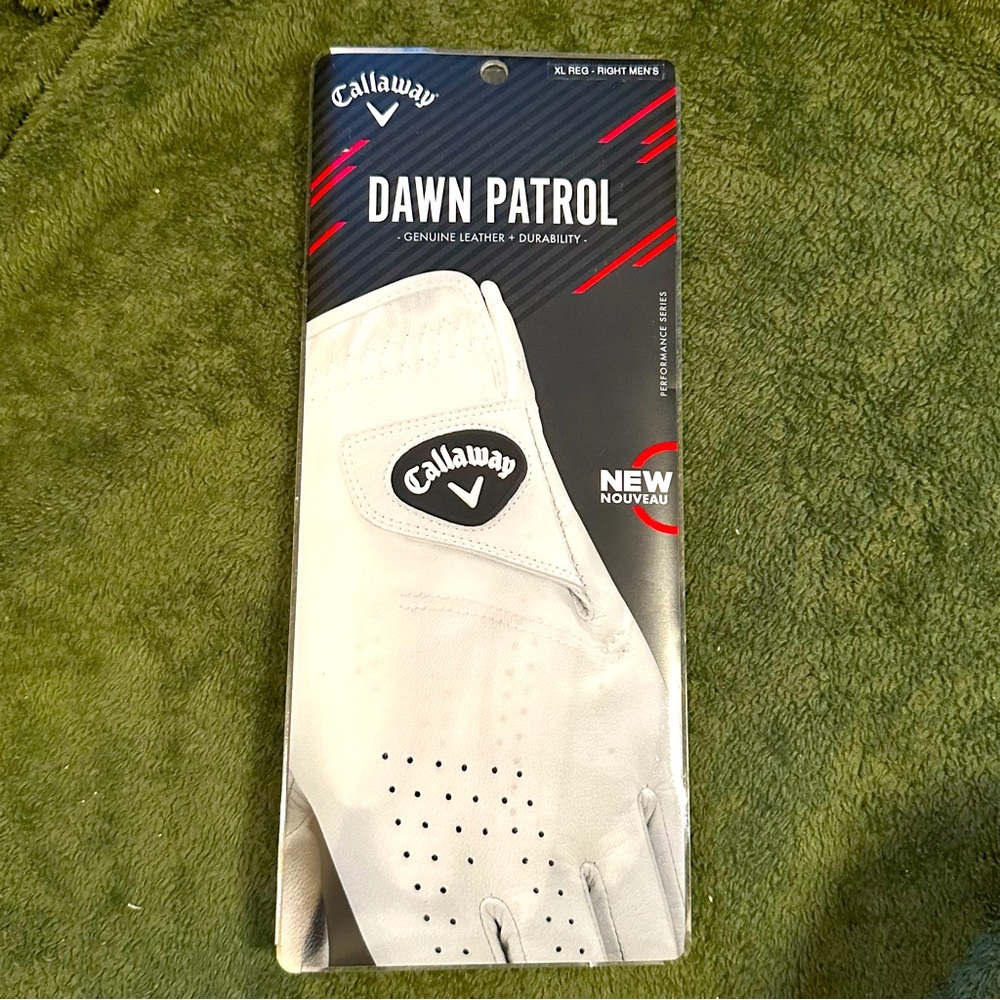 Callaway
XL REG - RIGHT MEN'S
DAWN PATROL
- GENUINE LEATHER + DURABILITY -
PERFORMANCE SERIES
Callaway
NEW
NOUVEAU